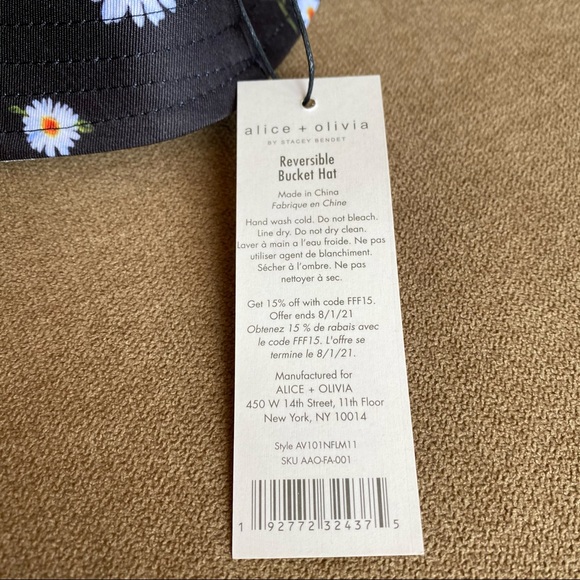 alice + olivia
BY STACEY BENDET
Reversible
Bucket Hat
Made in China
Fabrique en Chine
Hand wash cold. Do not bleach.
Line dry. Do not dry clean.
Laver à main a l'eau froide. Ne pas
utiliser agent de blanchiment.
Sécher à l'ombre. Ne pas
nettoyer à sec.
Get 15% off with code FFF15.
Offer ends 8/1/21
Obtenez 15 % de rabais avec
le code FFF15. L'offre se
termine le 8/1/21.
Manufactured for
ALICE + OLIVIA
450 W 14th Street, 11th Floor
New York, NY 10014
Style AV101NFLM11
SKU AAO-FA-001
1 92772 32437 5